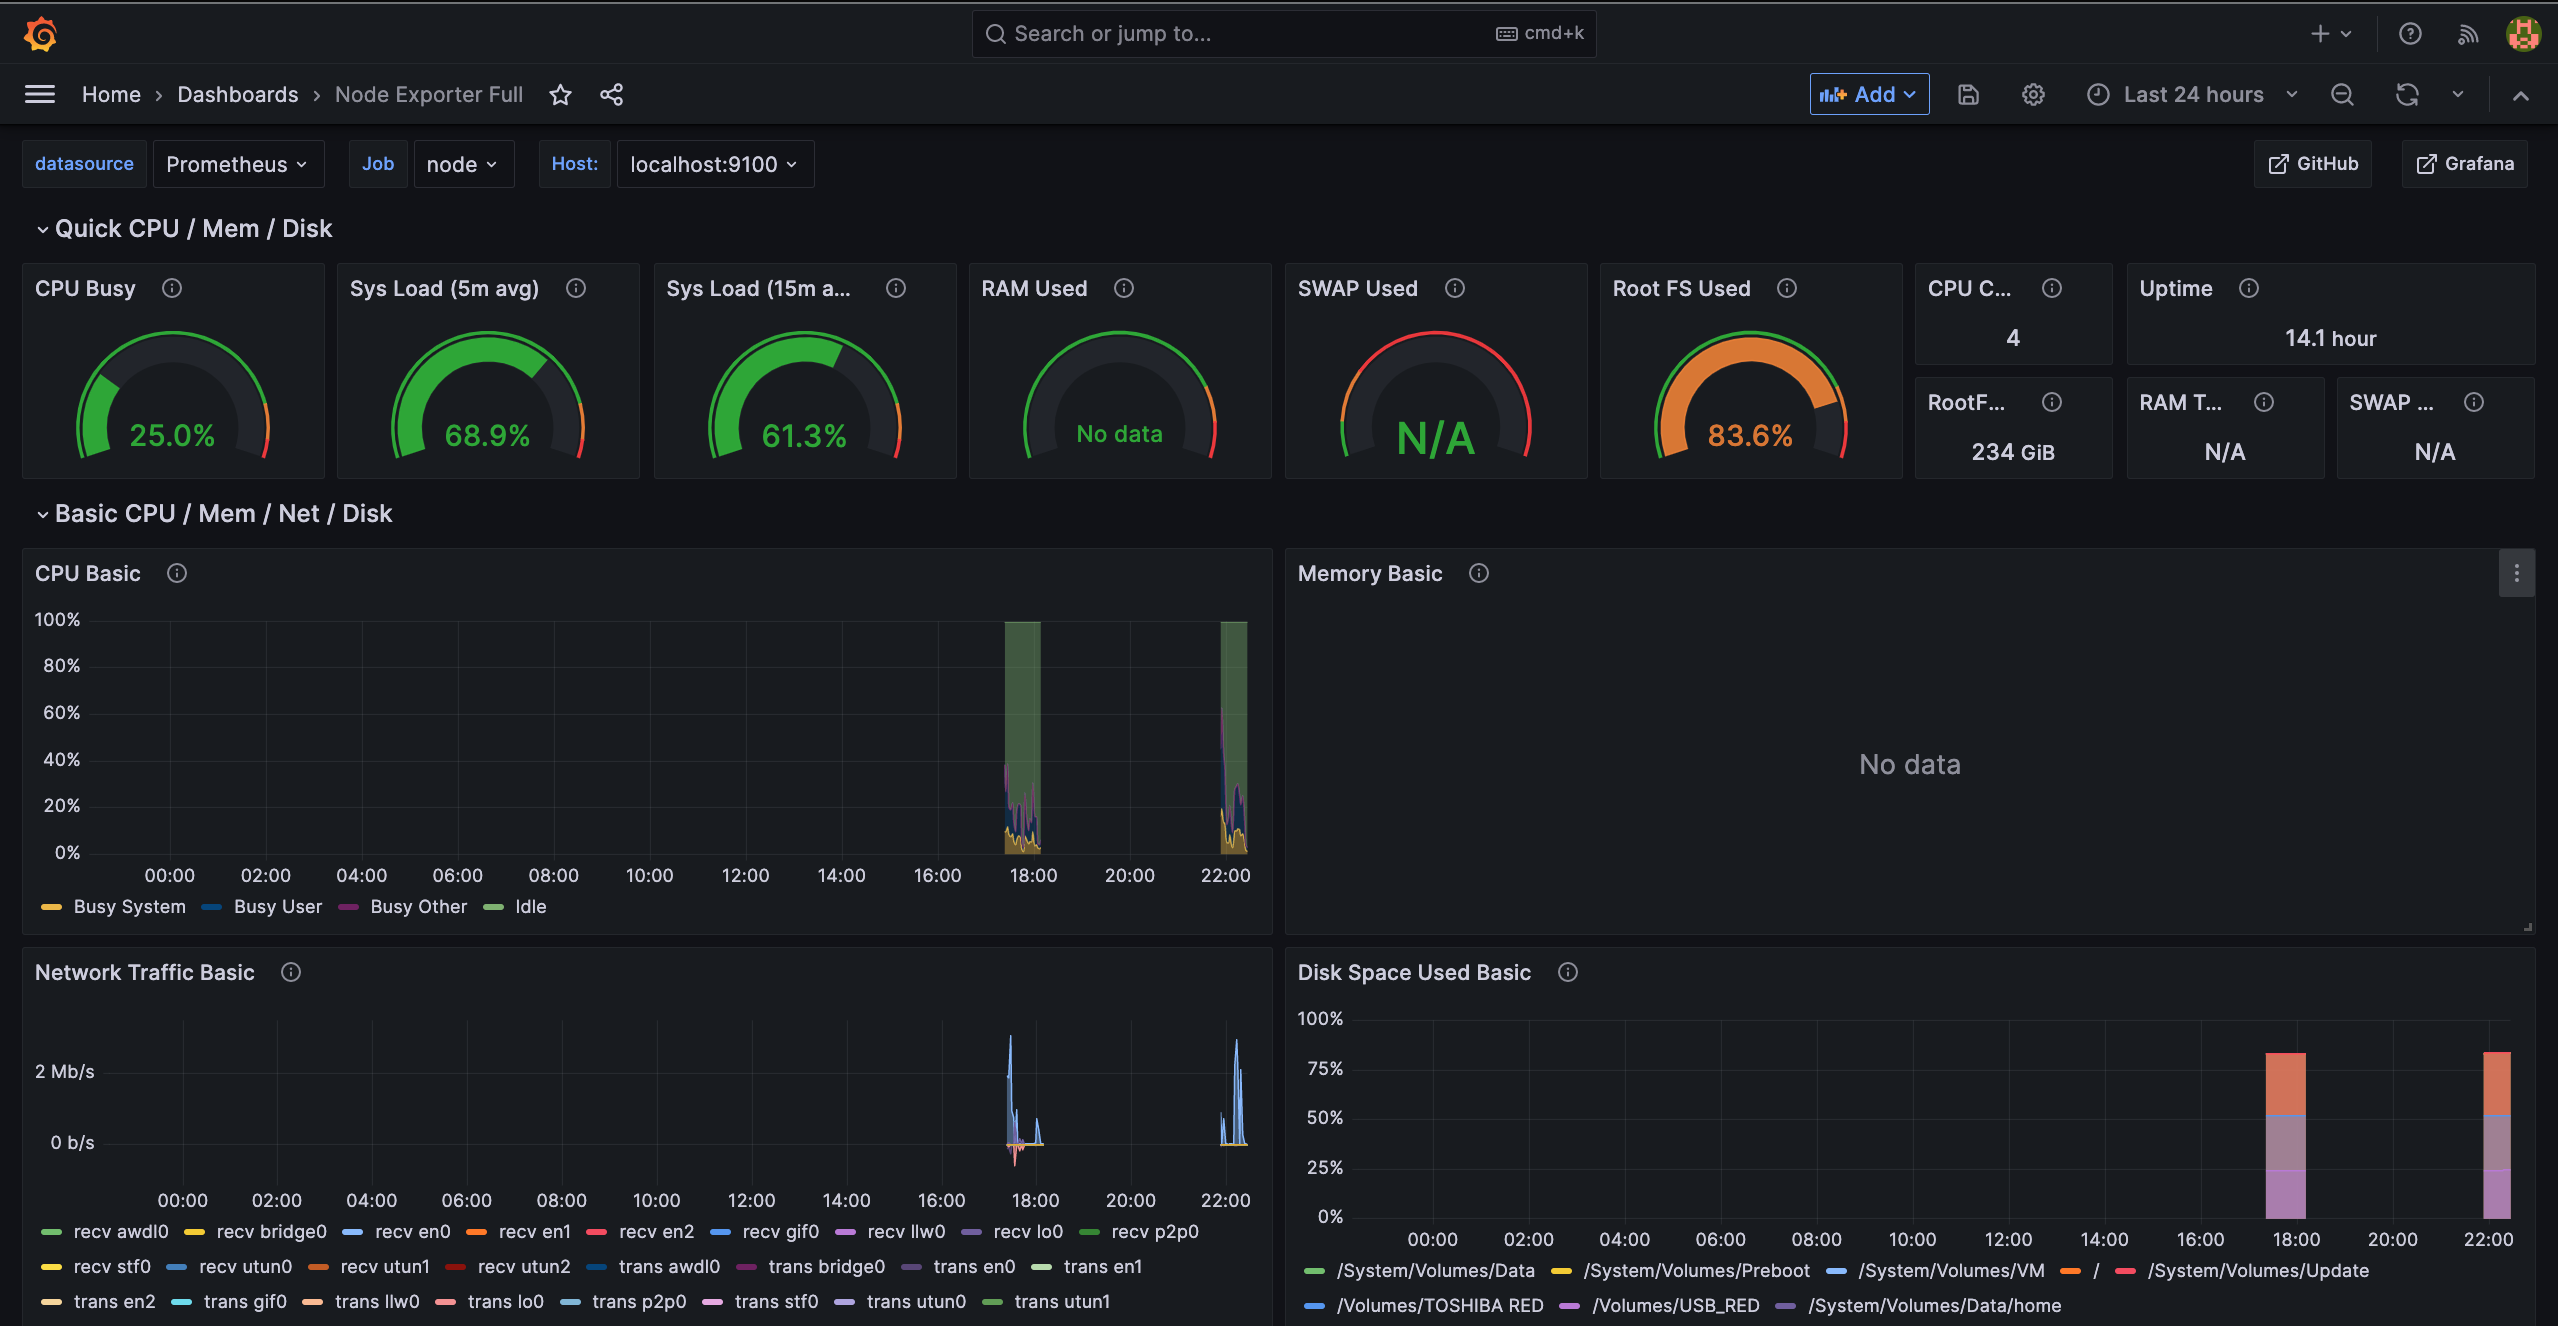 Search or jump to... cmd+k
Home › Dashboards › Node Exporter Full Add Last 24 hours
datasource Prometheus Job node Host: localhost:9100 GitHub Grafana
Quick CPU / Mem / Disk
CPU Busy Sys Load (5m avg) Sys Load (15m a... RAM Used SWAP Used Root FS Used CPU C... Uptime
4 14.1 hour
RootF... RAM T... SWAP ...
25.0% 68.9% 61.3% No data N/A 83.6% 234 GiB N/A N/A
Basic CPU / Mem / Net / Disk
CPU Basic
100%
80%
60%
40%
20%
0%
00:00 02:00 04:00 06:00 08:00 10:00 12:00 14:00 16:00 18:00 20:00 22:00
Busy System Busy User Busy Other Idle
Memory Basic
No data
Network Traffic Basic
2 Mb/s
0 b/s
00:00 02:00 04:00 06:00 08:00 10:00 12:00 14:00 16:00 18:00 20:00 22:00
recv awdl0 recv bridge0 recv en0 recv en1 recv en2 recv gif0 recv llw0 recv lo0 recv p2p0
recv stf0 recv utun0 recv utun1 recv utun2 trans awdl0 trans bridge0 trans en0 trans en1
trans en2 trans gif0 trans llw0 trans lo0 trans p2p0 trans stf0 trans utun0 trans utun1
Disk Space Used Basic
100%
75%
50%
25%
0%
00:00 02:00 04:00 06:00 08:00 10:00 12:00 14:00 16:00 18:00 20:00 22:00
/System/Volumes/Data /System/Volumes/Preboot /System/Volumes/VM / /System/Volumes/Update
/Volumes/TOSHIBA RED /Volumes/USB_RED /System/Volumes/Data/home